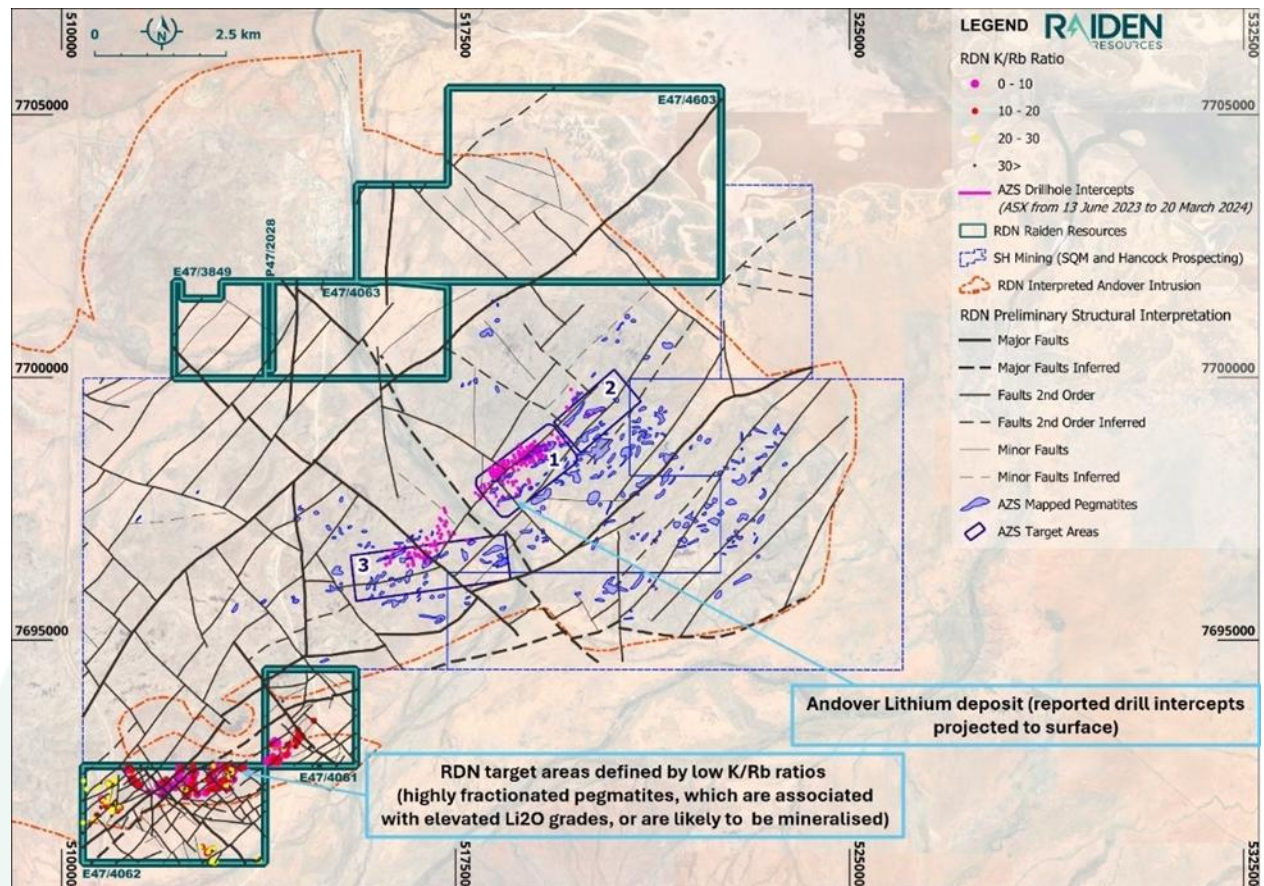 510000
517500
525000
532500
0
N
2.5 km
LEGEND
RAIDEN
RESOURCES
RDN K/Rb Ratio
0 - 10
10 - 20
20 - 30
30>
AZS Drillhole Intercepts
(ASX from 13 June 2023 to 20 March 2024)
RDN Raiden Resources
SH Mining (SQM and Hancock Prospecting)
RDN Interpreted Andover Intrusion
RDN Preliminary Structural Interpretation
Major Faults
Major Faults Inferred
Faults 2nd Order
Faults 2nd Order Inferred
Minor Faults
Minor Faults Inferred
AZS Mapped Pegmatites
AZS Target Areas
7705000
7705000
E47/4603
E47/3849
P47/2028
E47/4063
7700000
7700000
2
1
3
7695000
7695000
Andover Lithium deposit (reported drill intercepts
projected to surface)
E47/4061
RDN target areas defined by low K/Rb ratios
(highly fractionated pegmatites, which are associated
with elevated Li2O grades, or are likely to be mineralised)
E47/4062
510000
517500
525000
532500